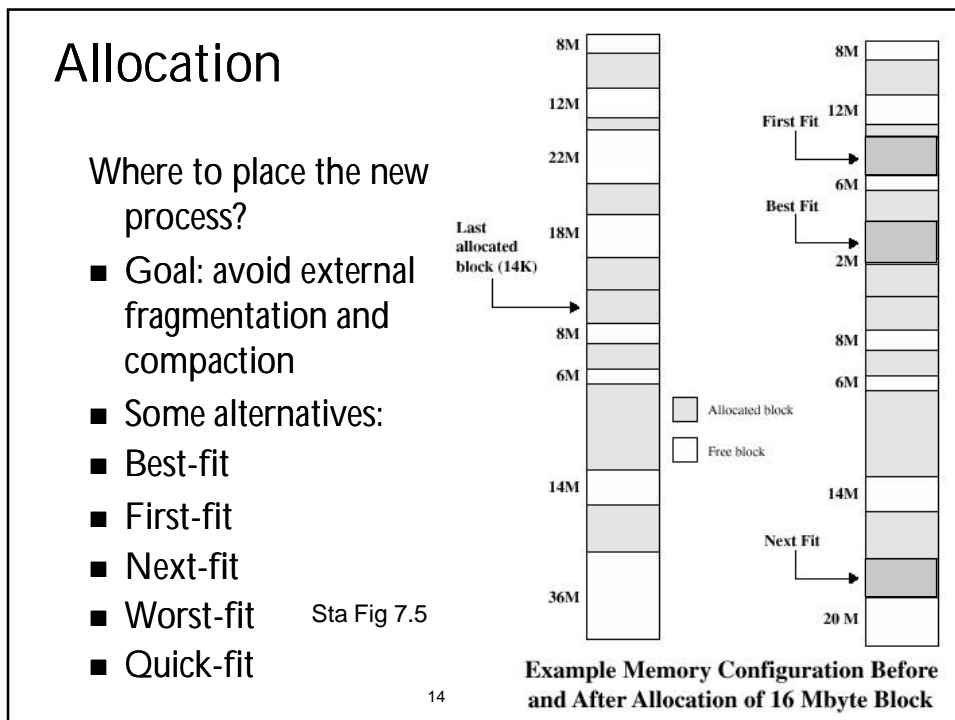 Allocation
Where to place the new
process?
■ Goal: avoid external
fragmentation and
compaction
■ Some alternatives:
■ Best-fit
■ First-fit
■ Next-fit
■ Worst-fit
■ Quick-fit
Sta Fig 7.5
14
8M
12M
22M
Last
allocated
block (14K)
18M
8M
6M
14M
36M
Allocated block
Free block
8M
12M
First Fit
6M
Best Fit
2M
8M
6M
14M
Next Fit
20 M
Example Memory Configuration Before
and After Allocation of 16 Mbyte Block